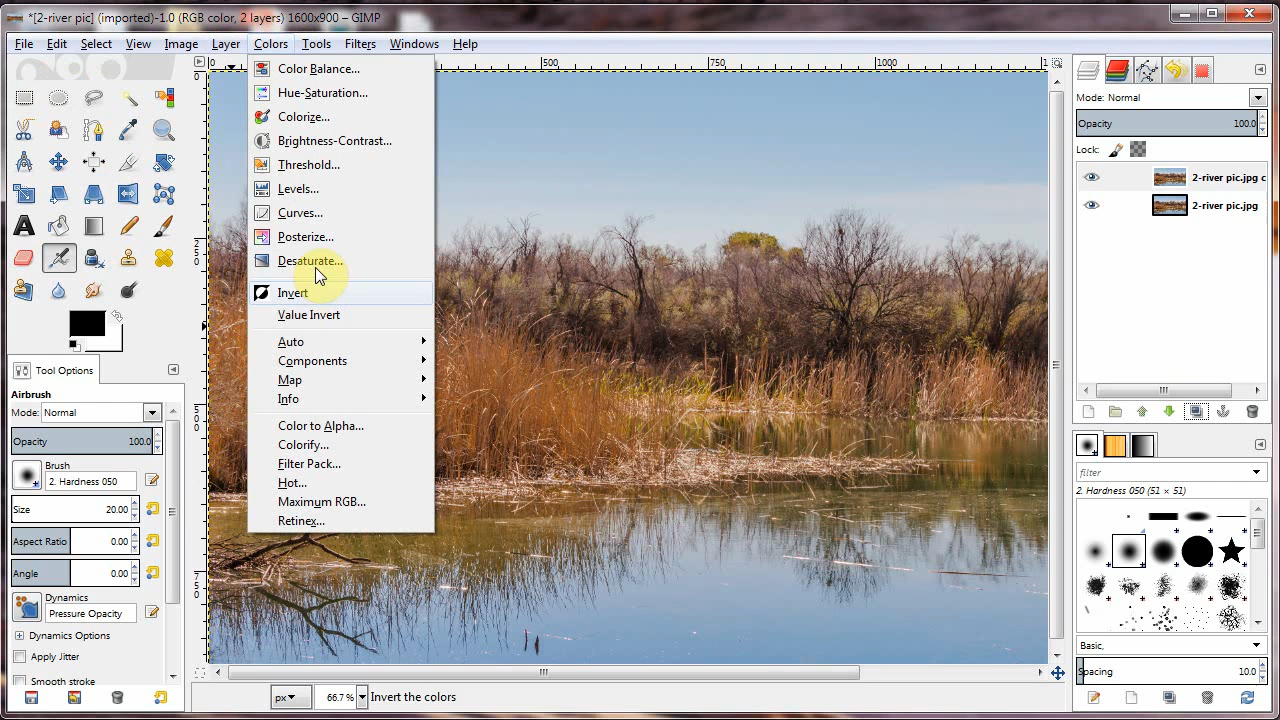 *[2-river pic] (imported)-1.0 (RGB color, 2 layers) 1600x900 – GIMP
File Edit Select View Image Layer Colors Tools Filters Windows Help
0 500 750 1000
Color Balance...
Hue-Saturation...
Colorize...
Brightness-Contrast...
Threshold...
Levels...
Curves...
Posterize...
Desaturate...
Invert
Value Invert
Auto
Components
Map
Info
Color to Alpha...
Colorify...
Filter Pack...
Hot...
Maximum RGB...
Retinex...
0
250
500
750
Tool Options
Airbrush
Mode: Normal
Opacity 100.0
Brush
2. Hardness 050
Size 20.00
Aspect Ratio 0.00
Angle 0.00
Dynamics
Pressure Opacity
Dynamics Options
Apply Jitter
Smooth stroke
px 66.7 % Invert the colors
Mode: Normal
Opacity 100.0
Lock:
2-river pic.jpg c
2-river pic.jpg
filter
2. Hardness 050 (51 × 51)
Basic,
Spacing 10.0